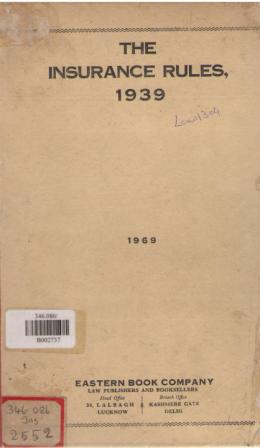 THE
INSURANCE RULES,
1939
1969
346.086/
B002737
EASTERN BOOK COMPANY
LAW PUBLISHERS AND BOOKSELLERS
Head Office
Branch Office
34, LALBAGH
KASHMERE GATE
LUCKNOW
DELHI
346.086
Ins
2552